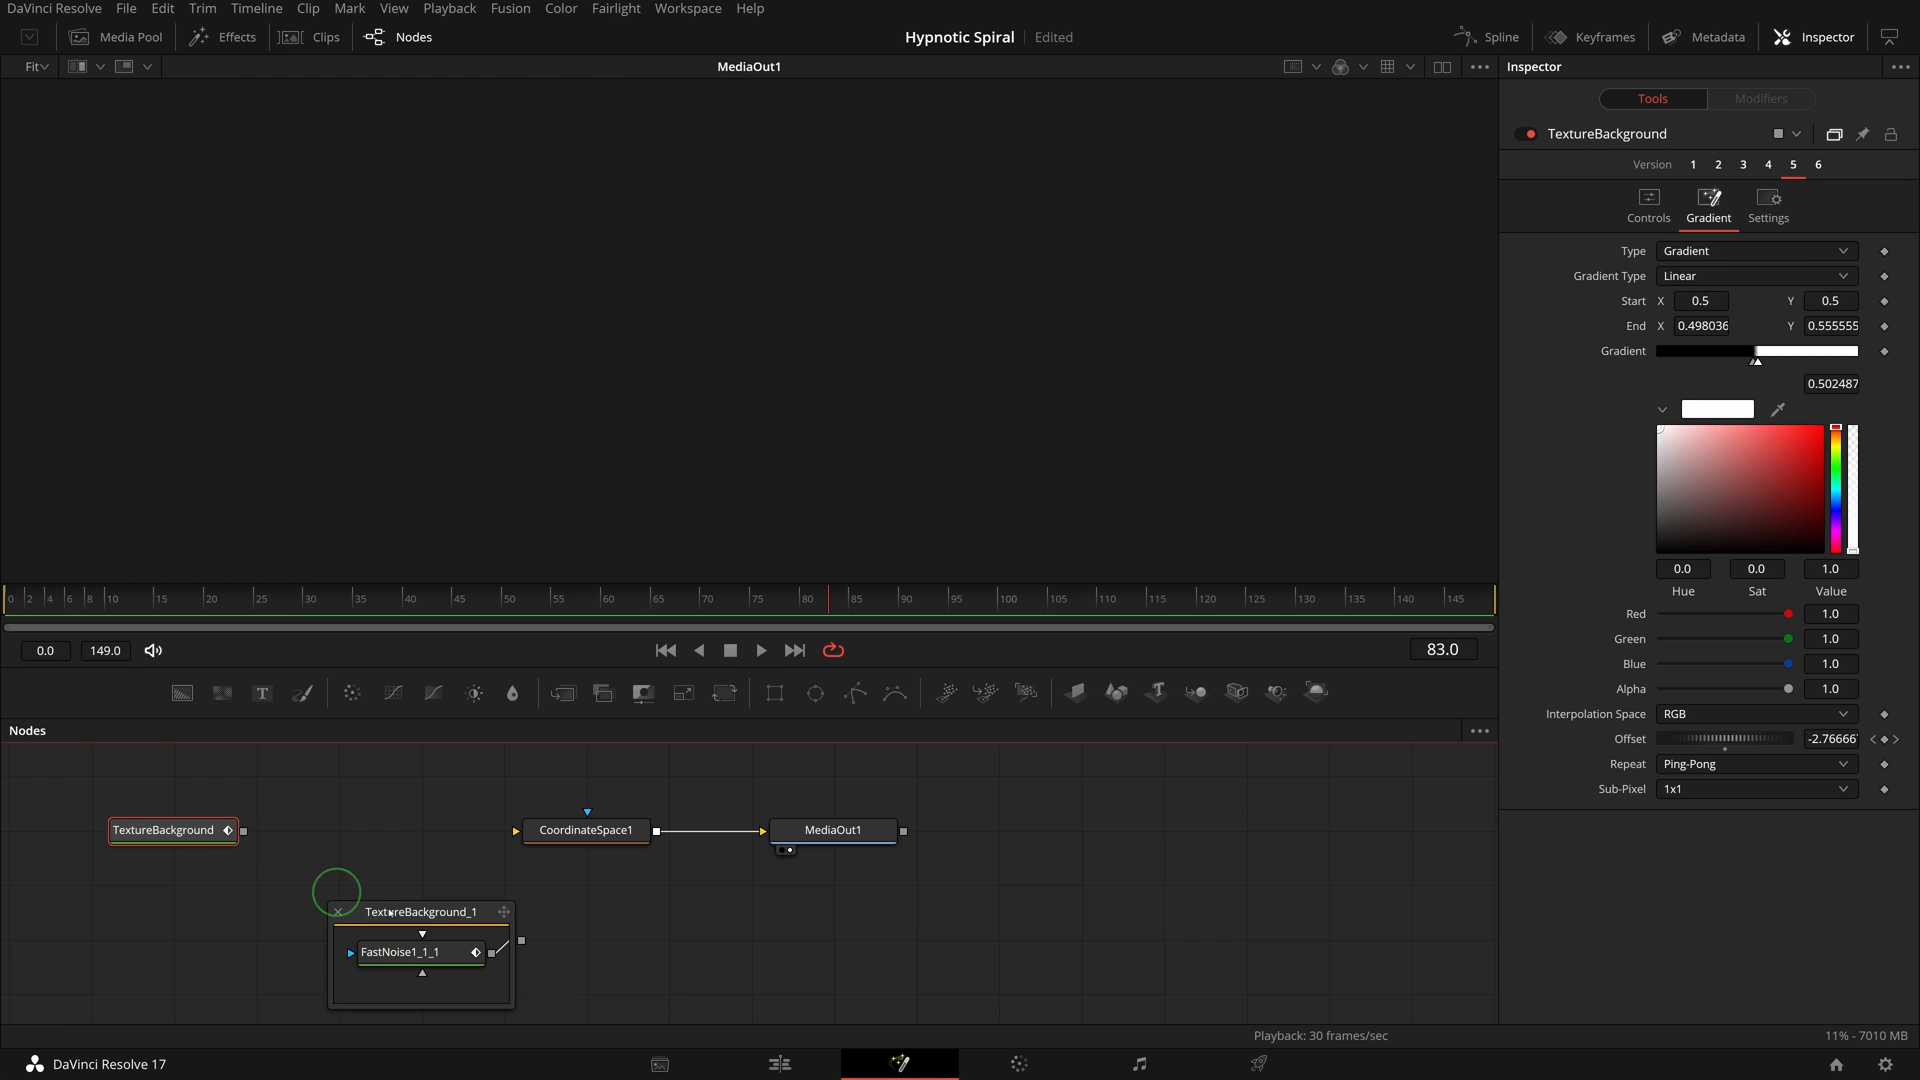 DaVinci Resolve File Edit Trim Timeline Clip Mark View Playback Fusion Color Fairlight Workspace Help
Media Pool Effects Clips Nodes Hypnotic Spiral Edited Spline Keyframes Metadata Inspector
Fit MediaOut1 Inspector
Tools Modifiers
TextureBackground
Version 1 2 3 4 5 6
Controls Gradient Settings
Type Gradient
Gradient Type Linear
Start X 0.5 Y 0.5
End X 0.498036 Y 0.555555
Gradient
0.502487
0.0 0.0 1.0
Hue Sat Value
0 2 4 6 8 10 15 20 25 30 35 40 45 50 55 60 65 70 75 80 85 90 95 100 105 110 115 120 125 130 135 140 145
Red 1.0
Green 1.0
0.0 149.0 83.0
Blue 1.0
Alpha 1.0
Interpolation Space RGB
Nodes
Offset -2.76666
Repeat Ping-Pong
Sub-Pixel 1x1
TextureBackground CoordinateSpace1 MediaOut1
TextureBackground_1
FastNoise1_1_1
Playback: 30 frames/sec 11% - 7010 MB
DaVinci Resolve 17